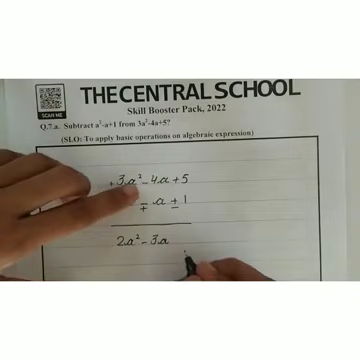 THE CENTRAL SCHOOL
SCAN ME
Skill Booster Pack, 2022
Q.7.a. Subtract a²-a+1 from 3a²-4a+5?
(SLO: To apply basic operations on algebraic expression)
+3a² - 4a + 5
∓ a ± 1
2a² - 3a